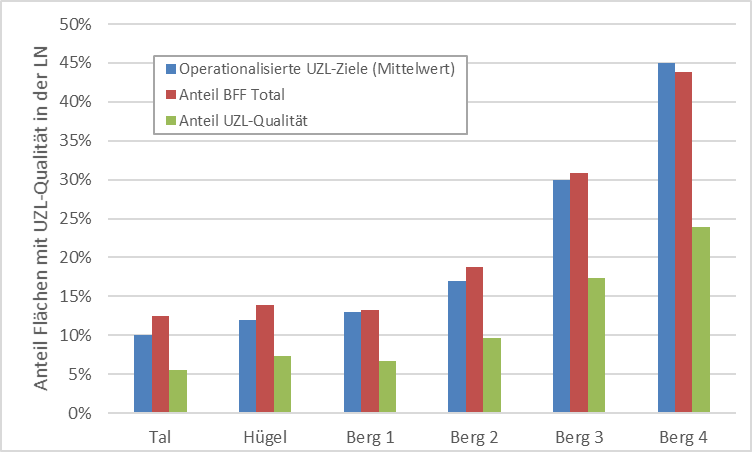 50%
45%
40%
35%
30%
25%
20%
15%
10%
5%
0%
Anteil Flächen mit UZL-Qualität in der LN
Operationalisierte UZL-Ziele (Mittelwert)
Anteil BFF Total
Anteil UZL-Qualität
Tal Hügel Berg 1 Berg 2 Berg 3 Berg 4